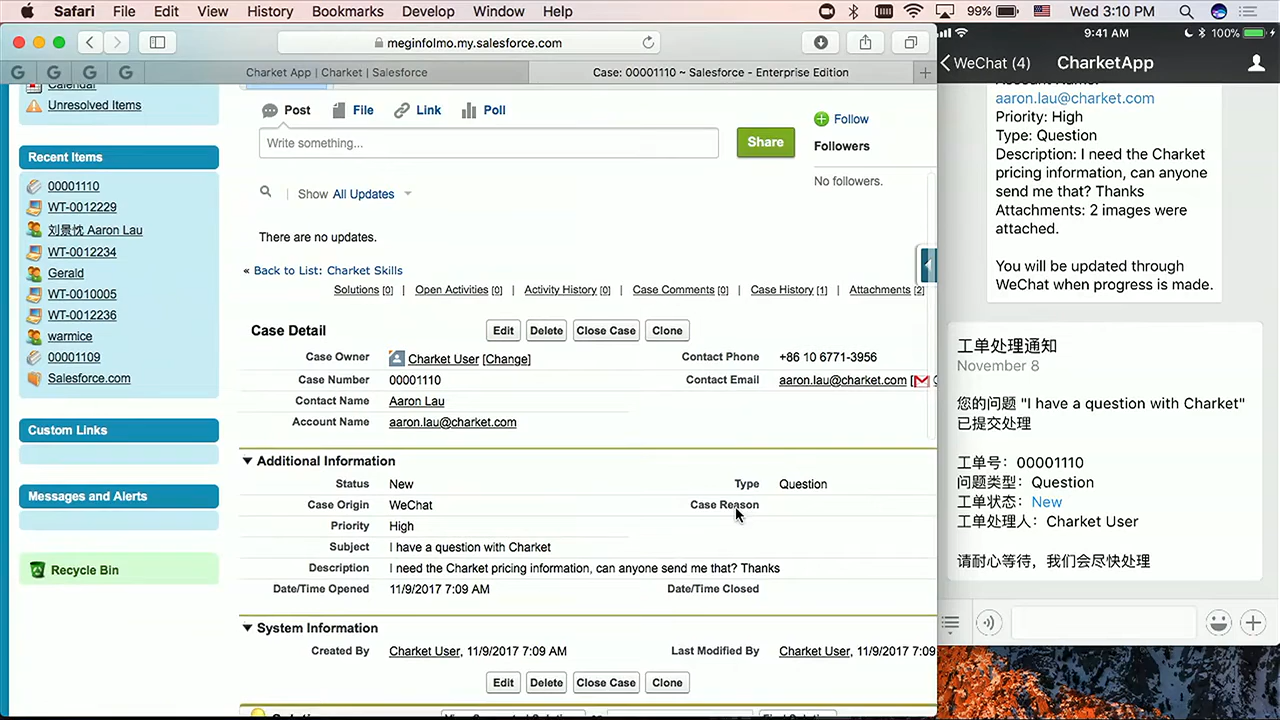 Safari File Edit View History Bookmarks Develop Window Help 99% Wed 3:10 PM
meginfolmo.my.salesforce.com
Charket App | Charket | Salesforce
Case: 00001110 ~ Salesforce - Enterprise Edition
Calendar
Unresolved Items
Recent Items
00001110
WT-0012229
刘景忱 Aaron Lau
WT-0012234
Gerald
WT-0010005
WT-0012236
warmice
00001109
Salesforce.com
Custom Links
Messages and Alerts
Recycle Bin
Post File Link Poll
Write something...
Share
Follow
Followers
No followers.
Show All Updates
There are no updates.
« Back to List: Charket Skills
Solutions [0] | Open Activities [0] | Activity History [0] | Case Comments [0] | Case History [1] | Attachments [2]
Case Detail Edit Delete Close Case Clone
Case Owner Charket User [Change] Contact Phone +86 10 6771-3956
Case Number 00001110 Contact Email aaron.lau@charket.com [
Contact Name Aaron Lau
Account Name aaron.lau@charket.com
Additional Information
Status New Type Question
Case Origin WeChat Case Reason
Priority High
Subject I have a question with Charket
Description I need the Charket pricing information, can anyone send me that? Thanks
Date/Time Opened 11/9/2017 7:09 AM Date/Time Closed
System Information
Created By Charket User, 11/9/2017 7:09 AM Last Modified By Charket User, 11/9/2017 7:09
Edit Delete Close Case Clone
9:41 AM 100%
WeChat (4) CharketApp
aaron.lau@charket.com
Priority: High
Type: Question
Description: I need the Charket
pricing information, can anyone
send me that? Thanks
Attachments: 2 images were
attached.
You will be updated through
WeChat when progress is made.
工单处理通知
November 8
您的问题 "I have a question with Charket"
已提交处理
工单号：00001110
问题类型：Question
工单状态：New
工单处理人：Charket User
请耐心等待，我们会尽快处理